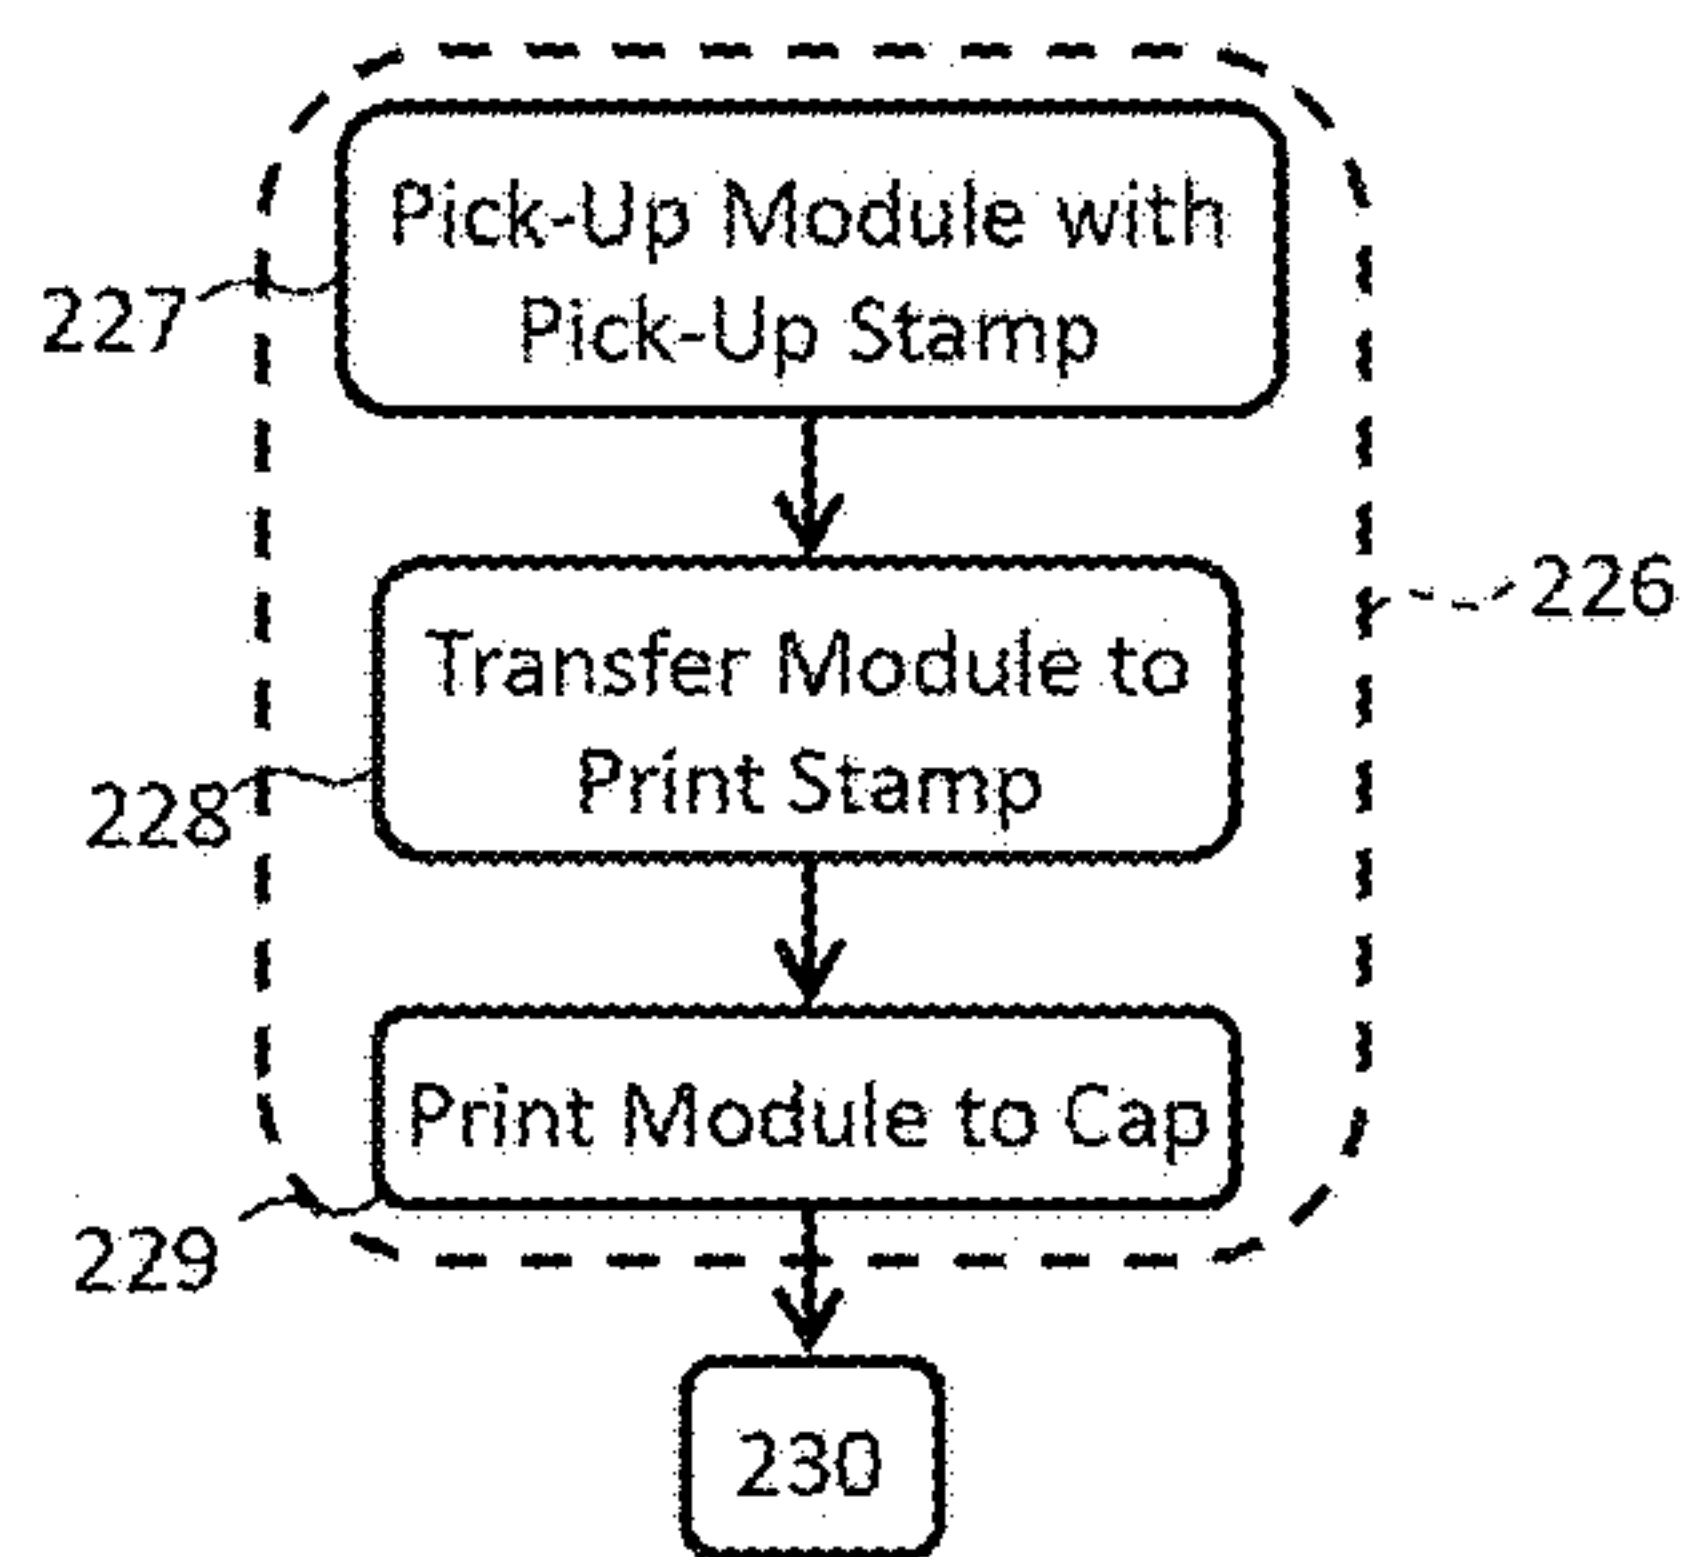 Pick-Up Module with
Pick-Up Stamp
227
226
Transfer Module to
Print Stamp
228
Print Module to Cap
229
230